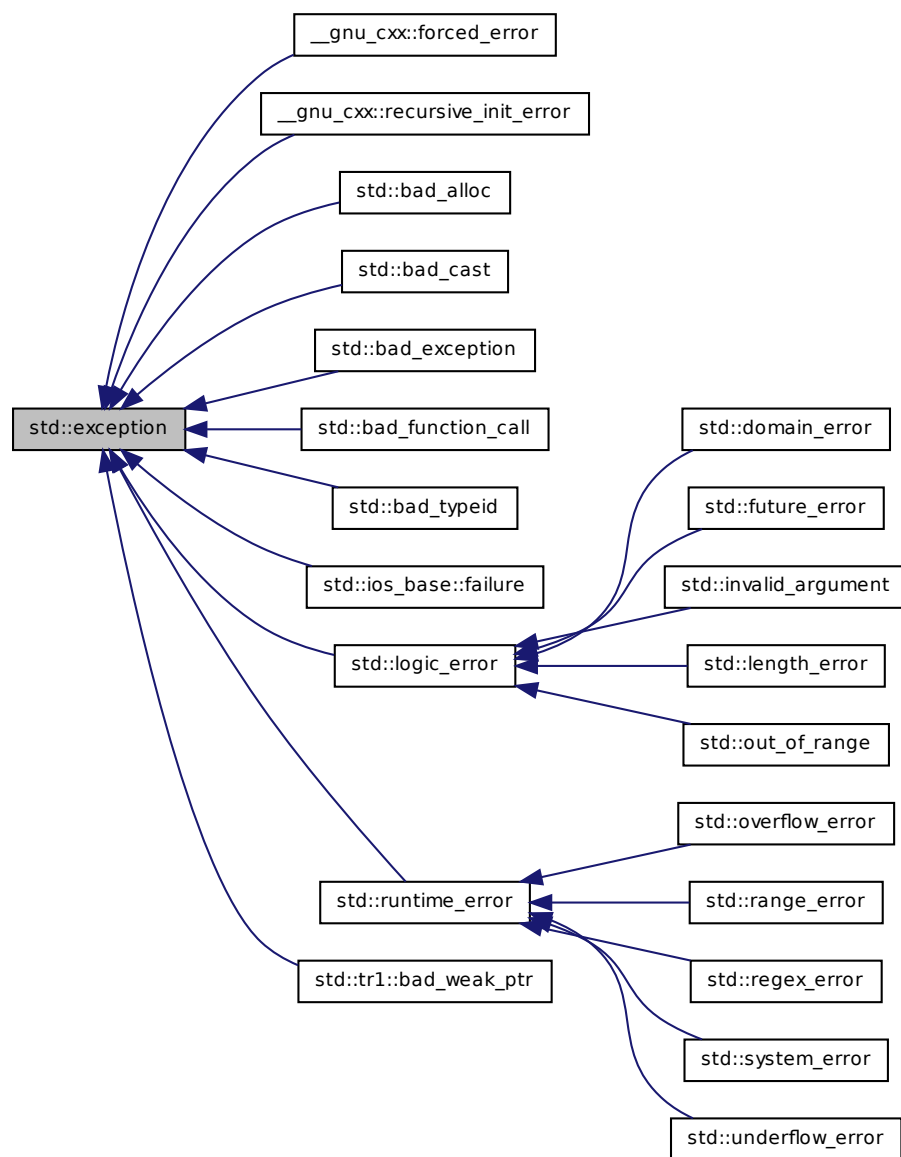 __gnu_cxx::forced_error
__gnu_cxx::recursive_init_error
std::bad_alloc
std::bad_cast
std::bad_exception
std::exception
std::bad_function_call
std::domain_error
std::bad_typeid
std::future_error
std::ios_base::failure
std::invalid_argument
std::logic_error
std::length_error
std::out_of_range
std::overflow_error
std::runtime_error
std::range_error
std::tr1::bad_weak_ptr
std::regex_error
std::system_error
std::underflow_error